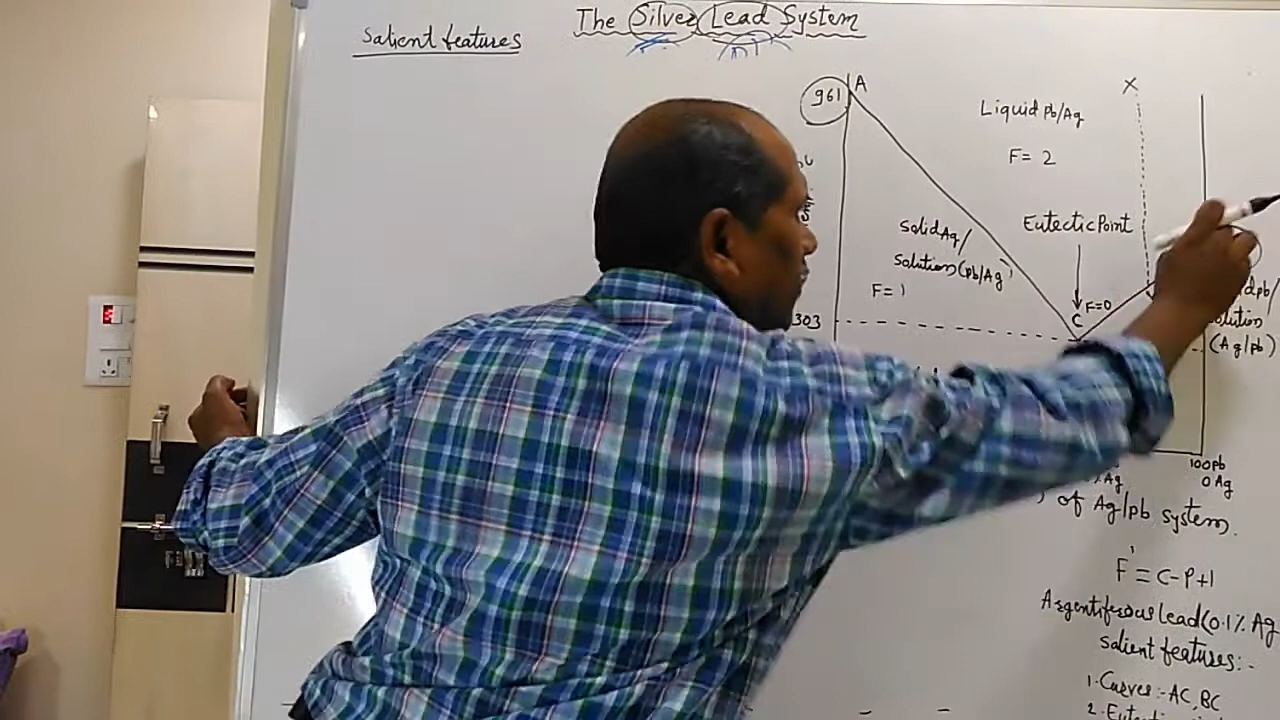 The Silver Lead System
Salient features
961
A
Liquid Pb/Ag
X
F= 2
Solid Ag/
Solution (Pb/Ag)
Eutectic Point
F= 1
F=0
303
C
(Ag/pb)
100pb
0 Ag
of Ag/pb system.
F' = C-P+1
Argentiferous lead (0.1% Ag
salient features:-
1. Curves:- AC, BC